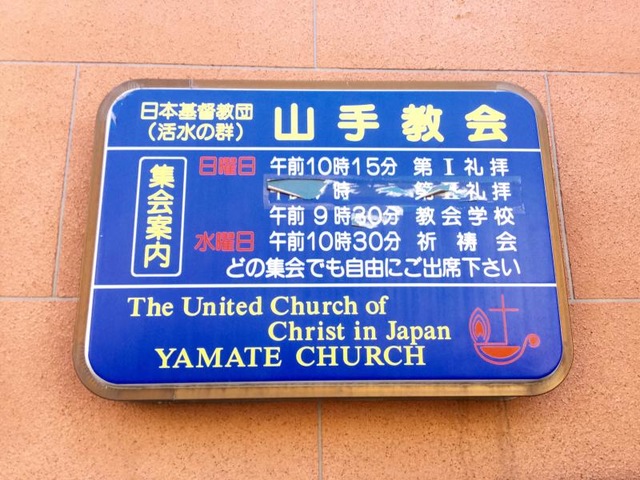 日本基督教団
(活水の群)
山手教会
集会案内
日曜日 午前10時15分 第Ⅰ礼拝
時 礼拝
午前9時30分 教会学校
水曜日 午前10時30分 祈祷会
どの集会でも自由にご出席下さい
The United Church of
Christ in Japan
YAMATE CHURCH